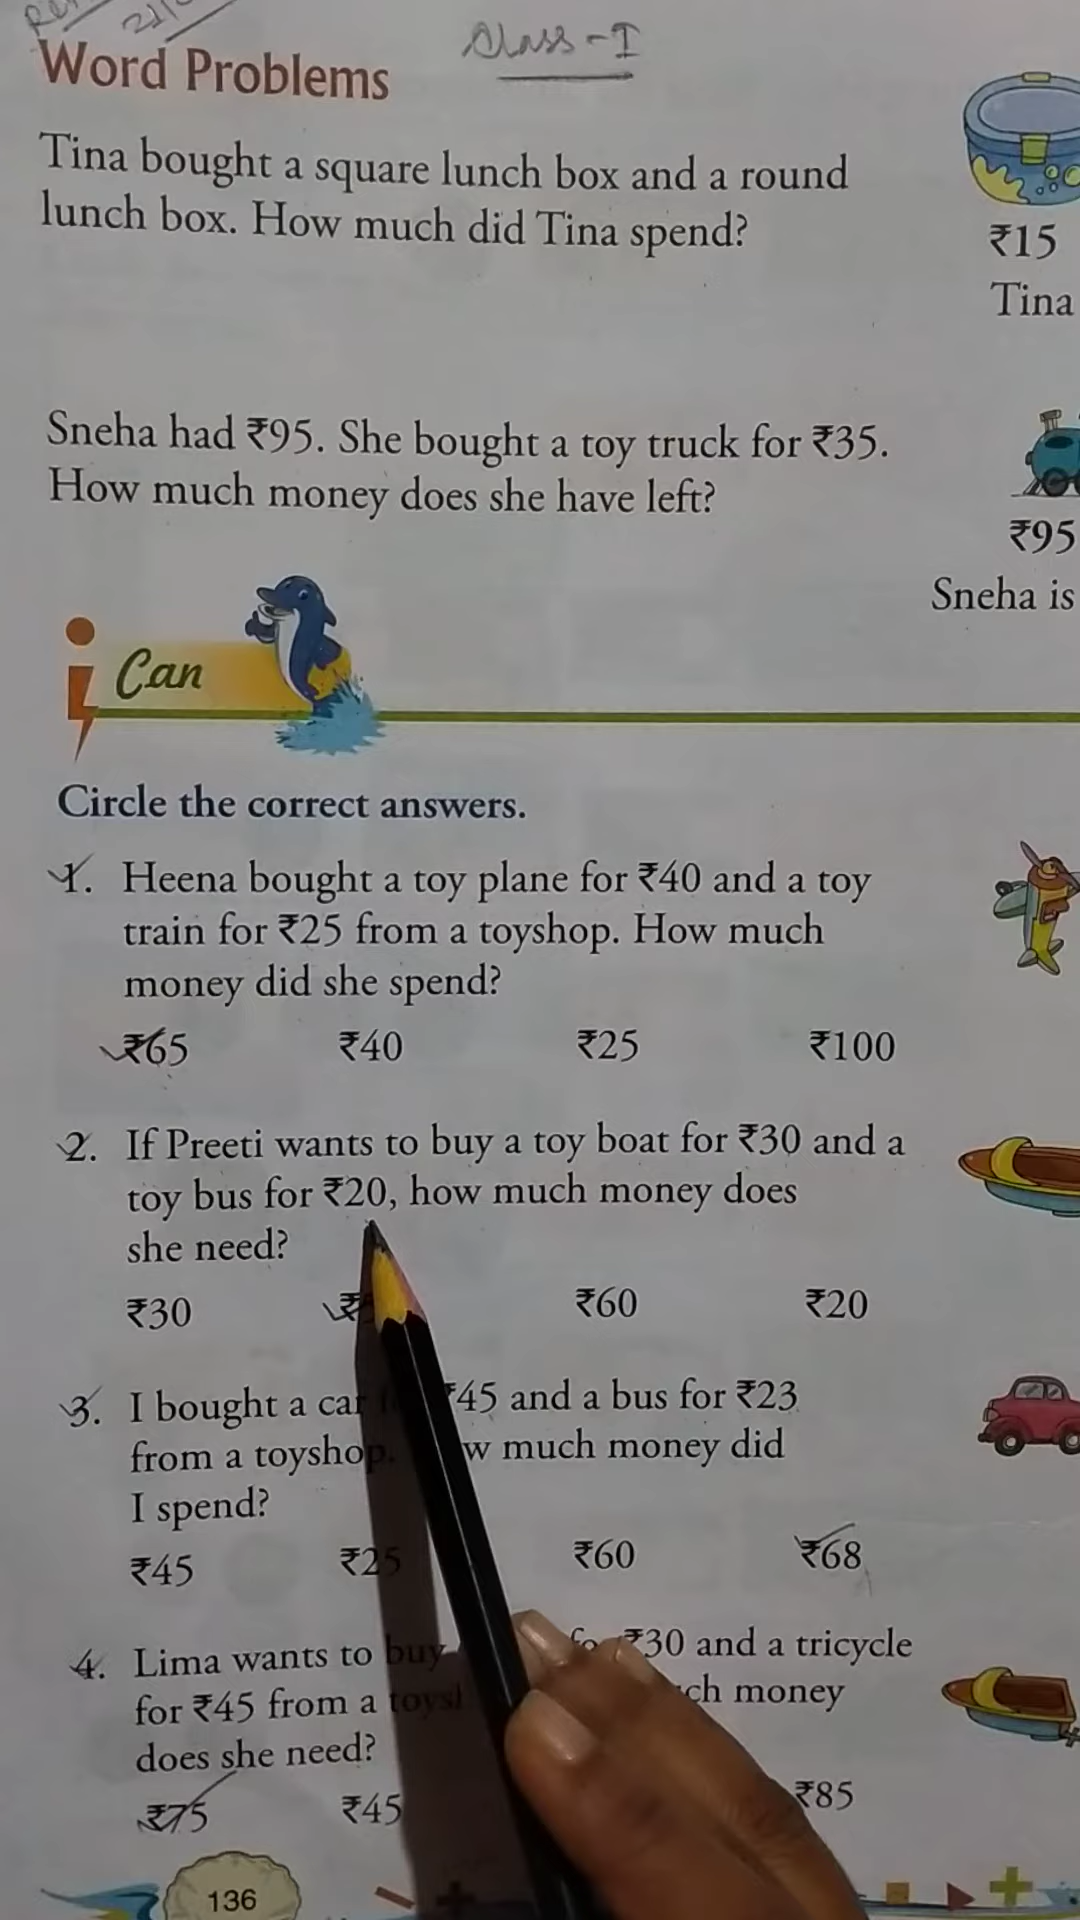 Class-I
Word Problems
Tina bought a square lunch box and a round
lunch box. How much did Tina spend?
₹15
Tina
Sneha had ₹95. She bought a toy truck for ₹35.
How much money does she have left?
₹95
Sneha is
i Can
Circle the correct answers.
1. Heena bought a toy plane for ₹40 and a toy
train for ₹25 from a toyshop. How much
money did she spend?
₹65 ₹40 ₹25 ₹100
2. If Preeti wants to buy a toy boat for ₹30 and a
toy bus for ₹20, how much money does
she need?
₹30 ₹60 ₹20
3. I bought a car ₹45 and a bus for ₹23
from a toyshop. much money did
I spend?
₹45 ₹25 ₹60 ₹68
4. Lima wants to buy ₹30 and a tricycle
for ₹45 from a money
does she need?
₹75 ₹45 ₹85
136